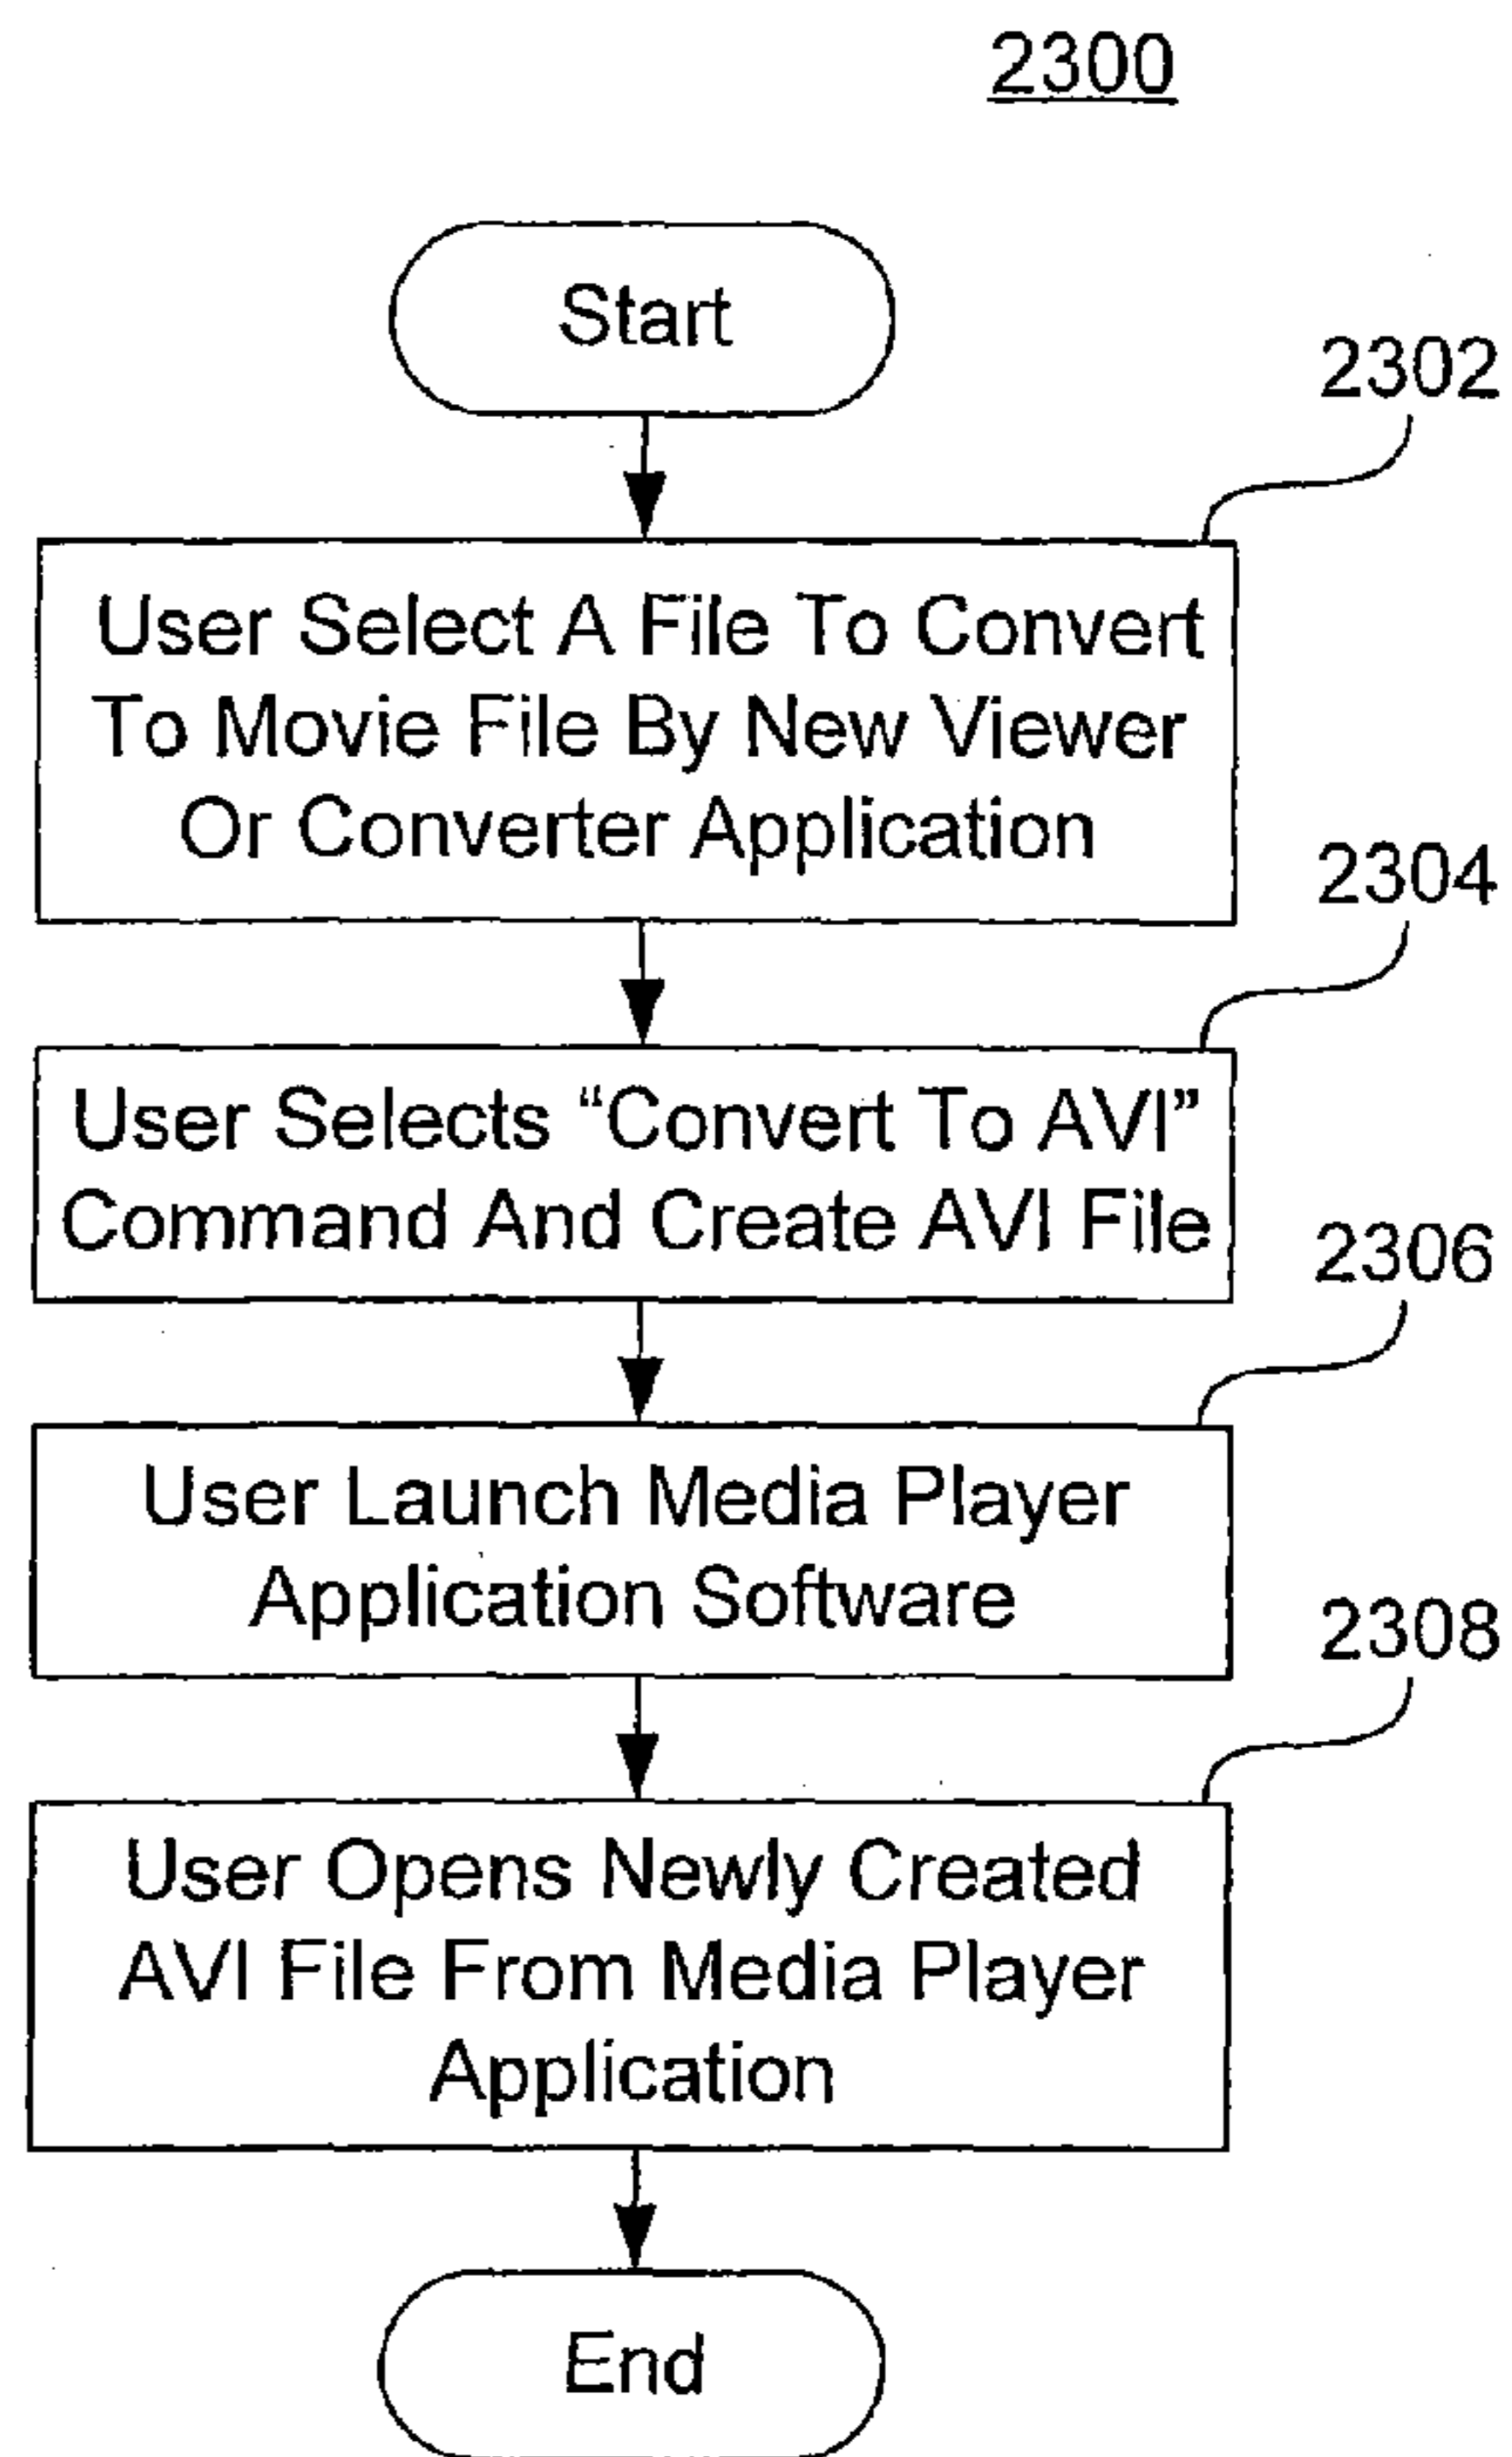 2300
Start
2302
User Select A File To Convert
To Movie File By New Viewer
Or Converter Application
2304
User Selects “Convert To AVI”
Command And Create AVI File
2306
User Launch Media Player
Application Software
2308
User Opens Newly Created
AVI File From Media Player
Application
End